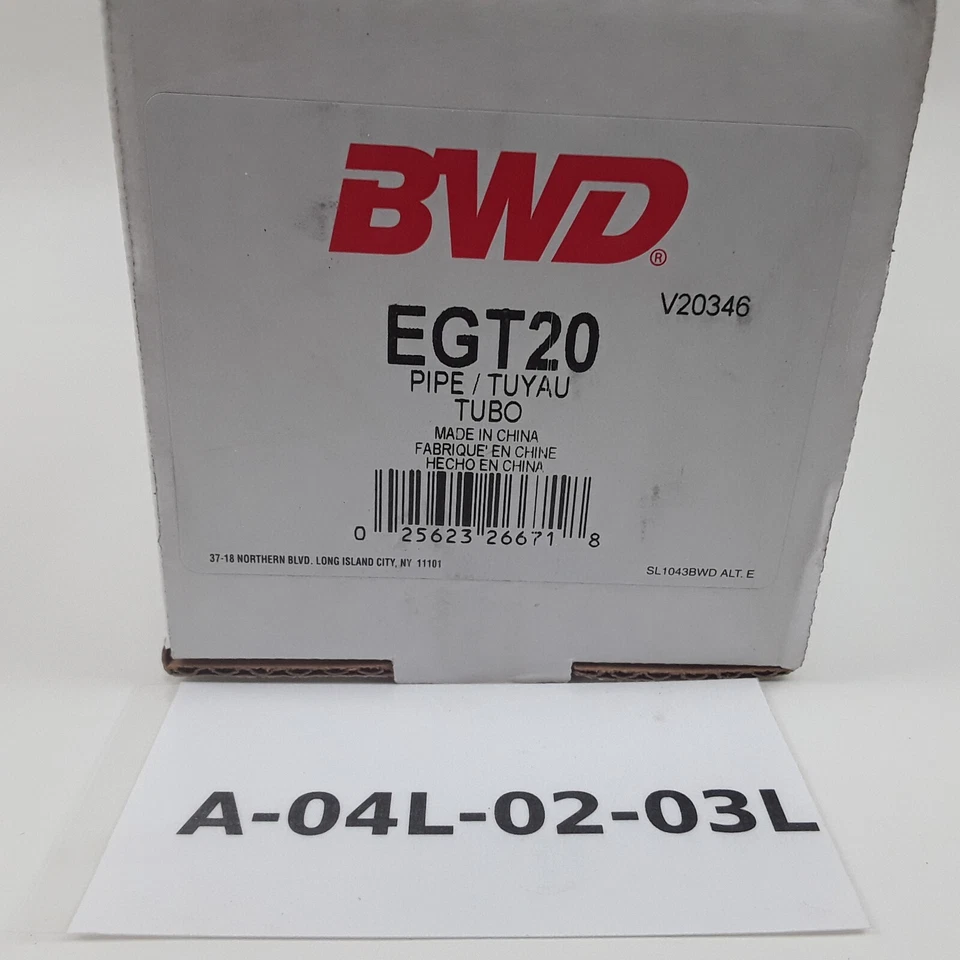 BWD®
V20346
EGT20
PIPE / TUYAU
TUBO
MADE IN CHINA
FABRIQUE' EN CHINE
HECHO EN CHINA
0 25623 26671 8
37-18 NORTHERN BLVD. LONG ISLAND CITY, NY 11101
SL1043BWD ALT. E
A-04L-02-03L